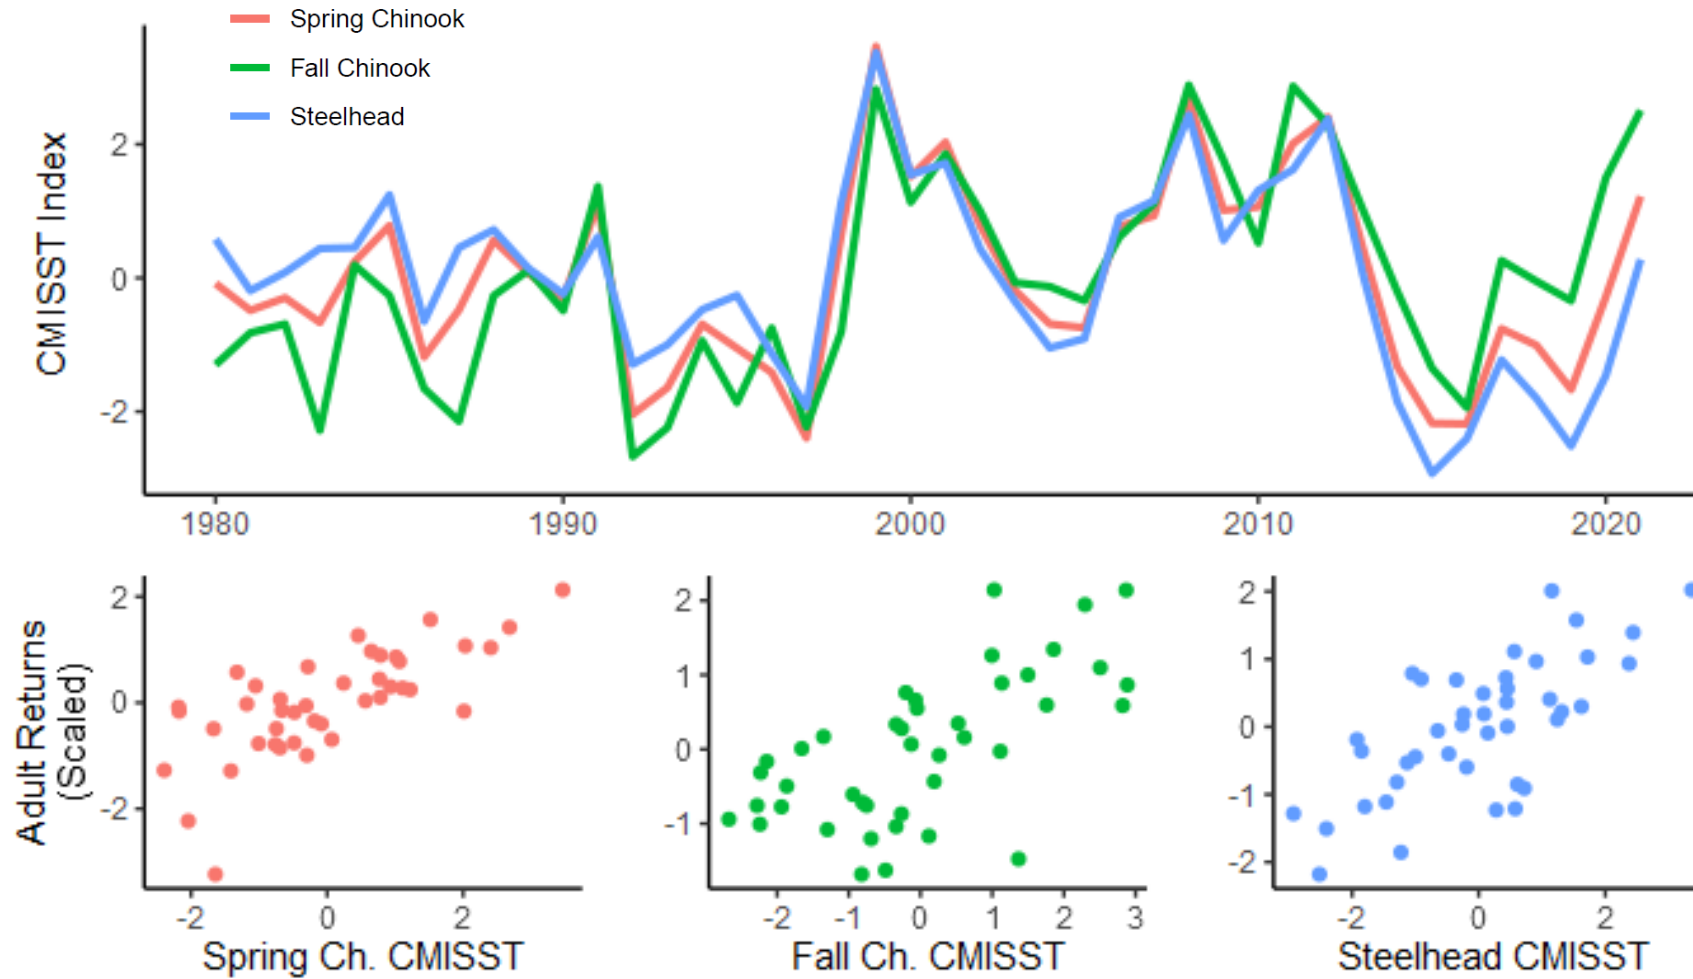 Spring Chinook
Fall Chinook
Steelhead
CMISST Index
2
0
-2
1980 1990 2000 2010 2020
Adult Returns
(Scaled)
2
0
-2
-2 0 2
Spring Ch. CMISST
2
1
0
-1
-2 -1 0 1 2 3
Fall Ch. CMISST
2
1
0
-1
-2
-2 0 2
Steelhead CMISST